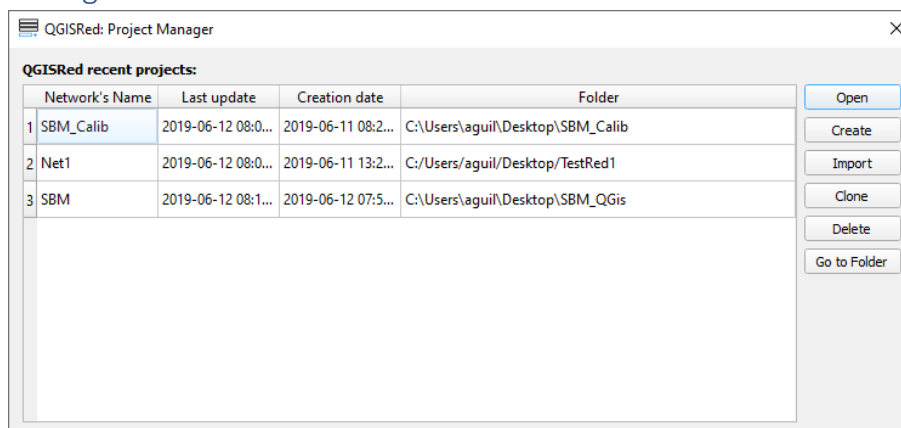 QGISRed: Project Manager
QGISRed recent projects:
Network's Name Last update Creation date Folder
1 SBM_Calib 2019-06-12 08:0... 2019-06-11 08:2... C:\Users\aguil\Desktop\SBM_Calib
2 Net1 2019-06-12 08:0... 2019-06-11 13:2... C:/Users/aguil/Desktop/TestRed1
3 SBM 2019-06-12 08:1... 2019-06-12 07:5... C:\Users\aguil\Desktop\SBM_QGis
Open
Create
Import
Clone
Delete
Go to Folder